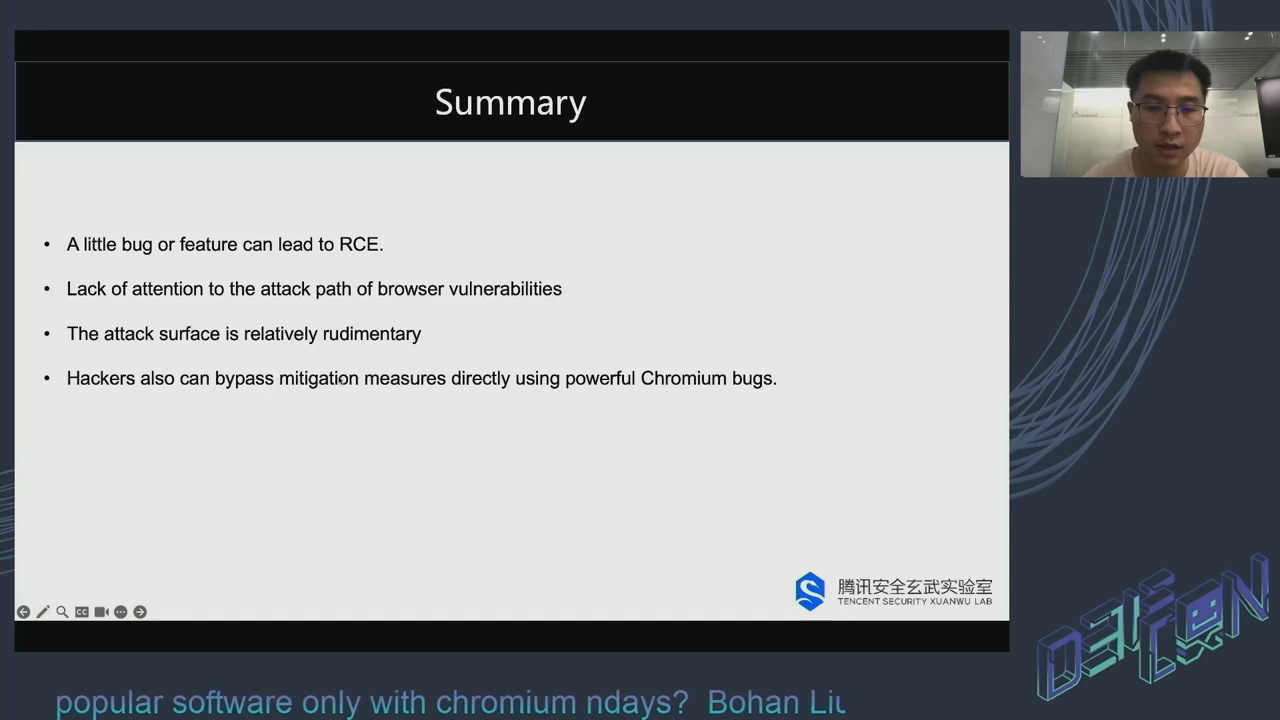 Summary
• A little bug or feature can lead to RCE.
• Lack of attention to the attack path of browser vulnerabilities
• The attack surface is relatively rudimentary
• Hackers also can bypass mitigation measures directly using powerful Chromium bugs.
腾讯安全玄武实验室
TENCENT SECURITY XUANWU LAB
CC
DEF
CON
popular software only with chromium ndays? Bohan Liu